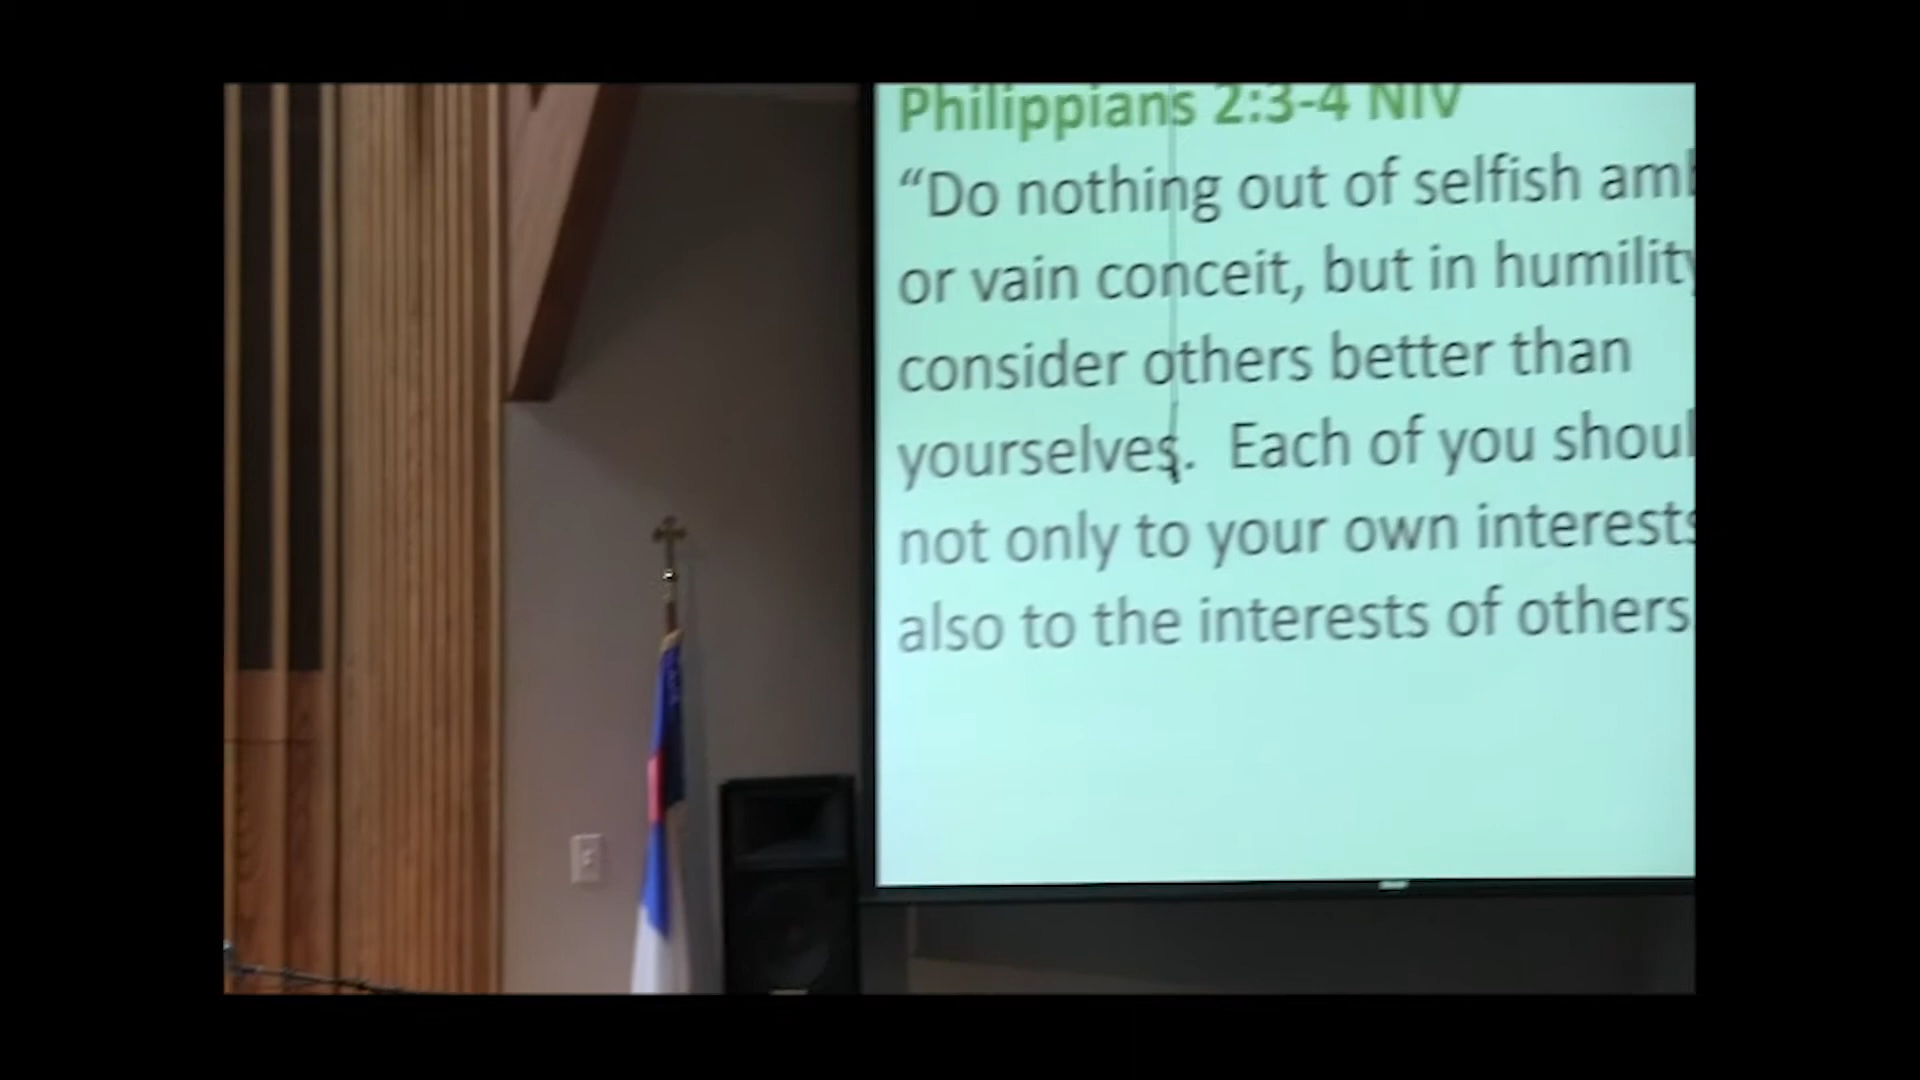 Philippians 2:3-4 NIV
“Do nothing out of selfish am
or vain conceit, but in humility
consider others better than
yourselves.  Each of you shoul
not only to your own interests
also to the interests of others